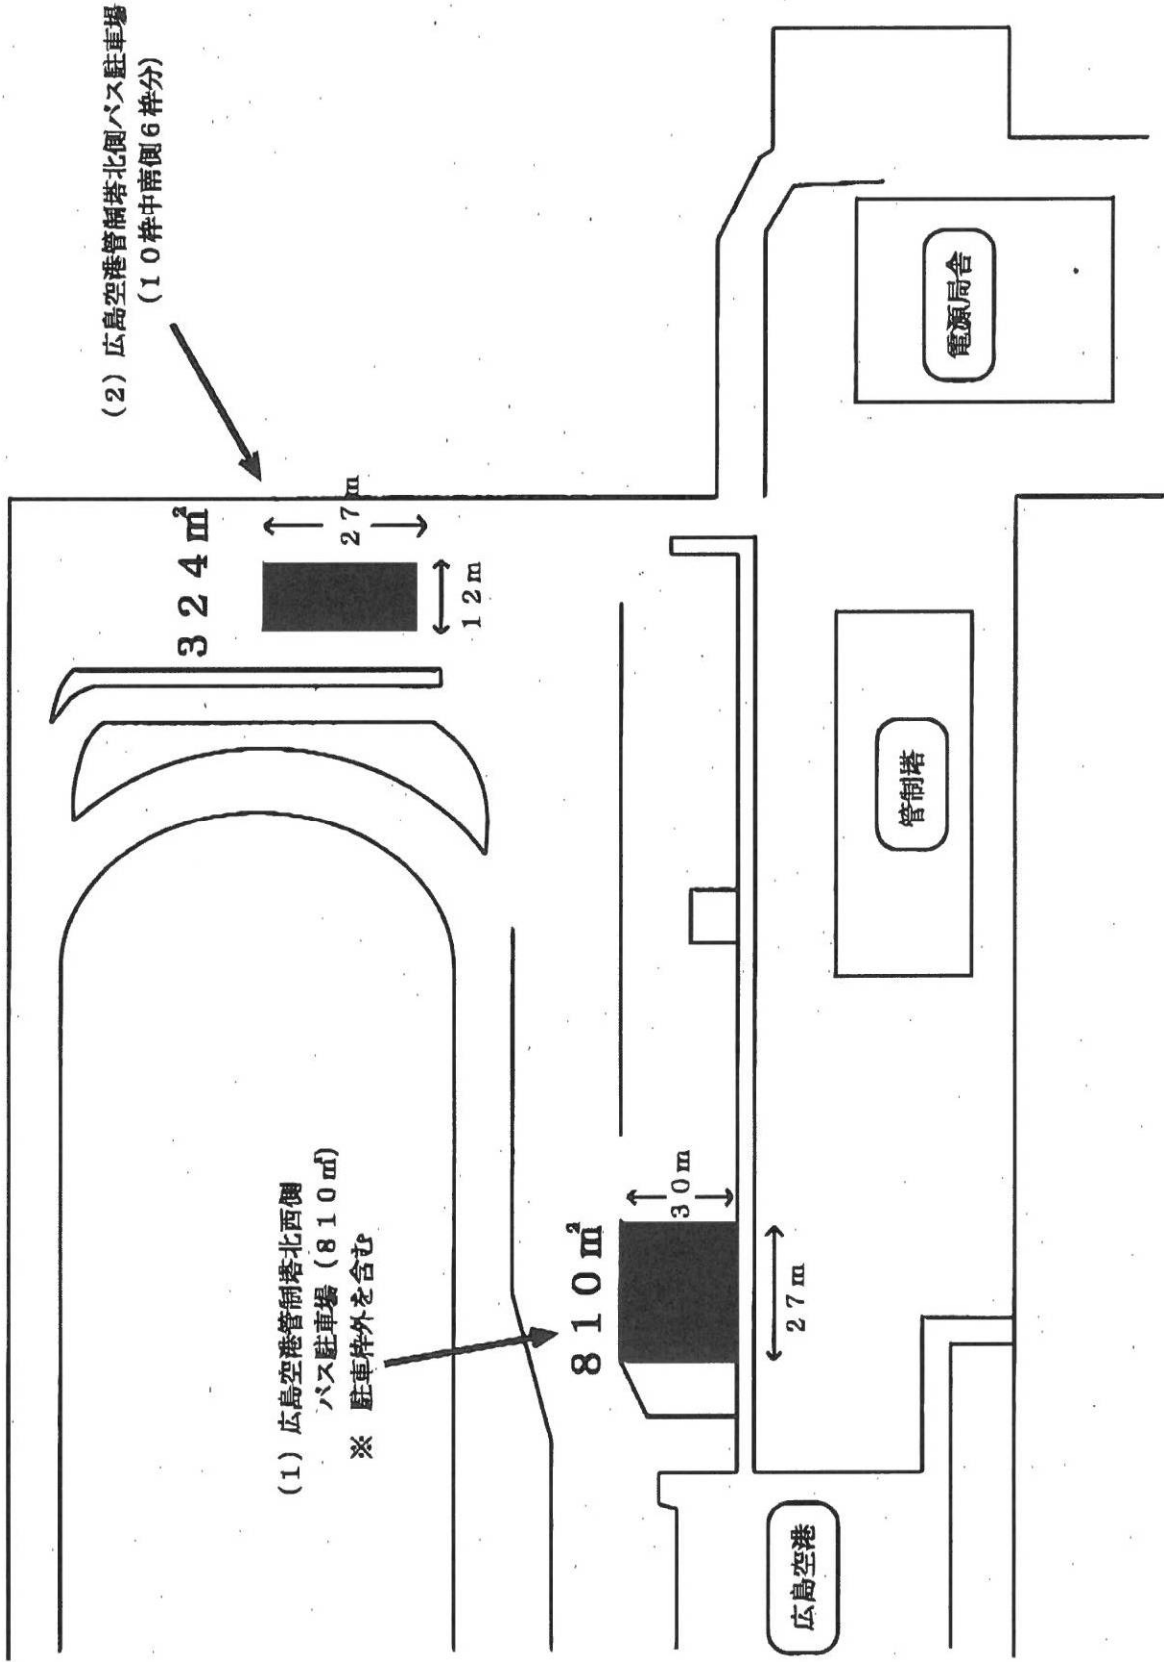 （2）広島空港管制塔北側バス駐車場
（10枠中南側6枠分）
324㎡
27m
12m
（1）広島空港管制塔北西側
バス駐車場（810㎡）
※ 駐車枠外を含む
810㎡
30m
27m
電源局舎
管制塔
広島空港